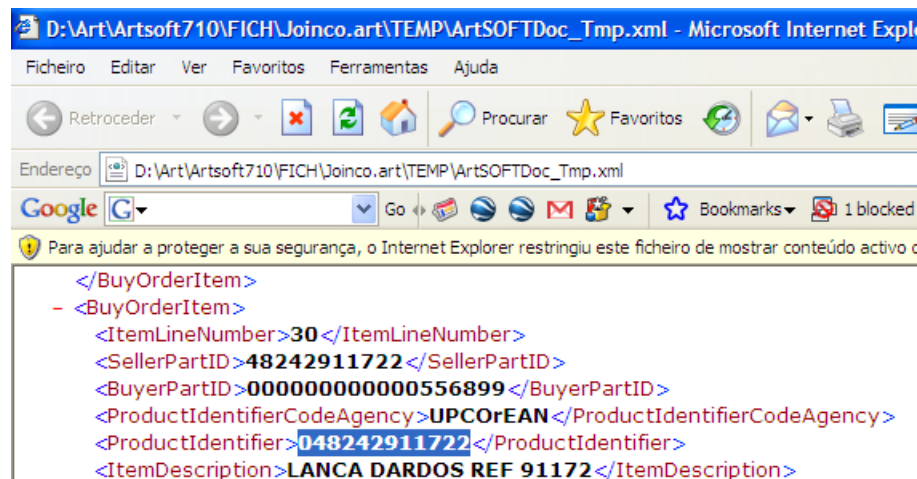 D:\Art\Artsoft710\FICH\Joinco.art\TEMP\ArtSOFTDoc_Tmp.xml - Microsoft Internet Explo
Ficheiro Editar Ver Favoritos Ferramentas Ajuda
Retroceder Procurar Favoritos
Endereço D:\Art\Artsoft710\FICH\Joinco.art\TEMP\ArtSOFTDoc_Tmp.xml
Google G Go Bookmarks 1 blocked
Para ajudar a proteger a sua segurança, o Internet Explorer restringiu este ficheiro de mostrar conteúdo activo
</BuyOrderItem>
- <BuyOrderItem>
<ItemLineNumber>30</ItemLineNumber>
<SellerPartID>48242911722</SellerPartID>
<BuyerPartID>000000000000556899</BuyerPartID>
<ProductIdentifierCodeAgency>UPCOrEAN</ProductIdentifierCodeAgency>
<ProductIdentifier>048242911722</ProductIdentifier>
<ItemDescription>LANCA DARDOS REF 91172</ItemDescription>